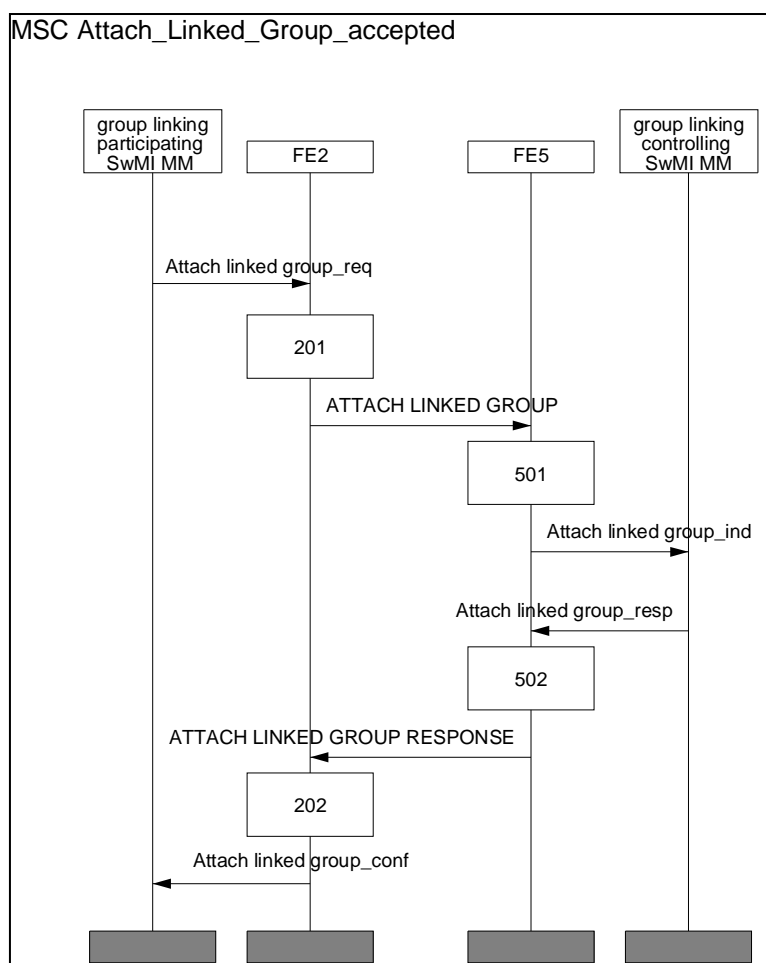 MSC Attach_Linked_Group_accepted
group linking
participating
SwMI MM
FE2
FE5
group linking
controlling
SwMI MM
Attach linked group_req
201
ATTACH LINKED GROUP
501
Attach linked group_ind
Attach linked group_resp
502
ATTACH LINKED GROUP RESPONSE
202
Attach linked group_conf